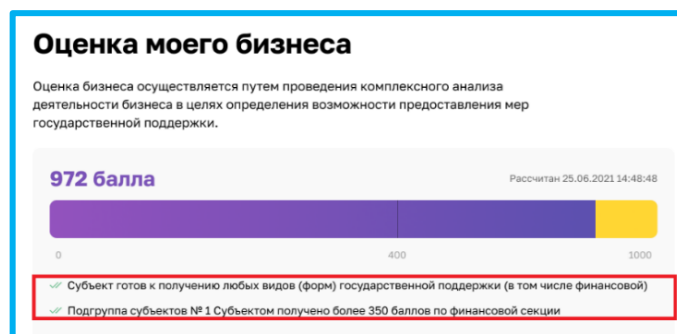 Оценка моего бизнеса
Оценка бизнеса осуществляется путем проведения комплексного анализа
деятельности бизнеса в целях определения возможности предоставления мер
государственной поддержки.
972 балла
Рассчитан 25.06.2021 14:48:48
0 400 1000
Субъект готов к получению любых видов (форм) государственной поддержки (в том числе финансовой)
Подгруппа субъектов № 1 Субъектом получено более 350 баллов по финансовой секции